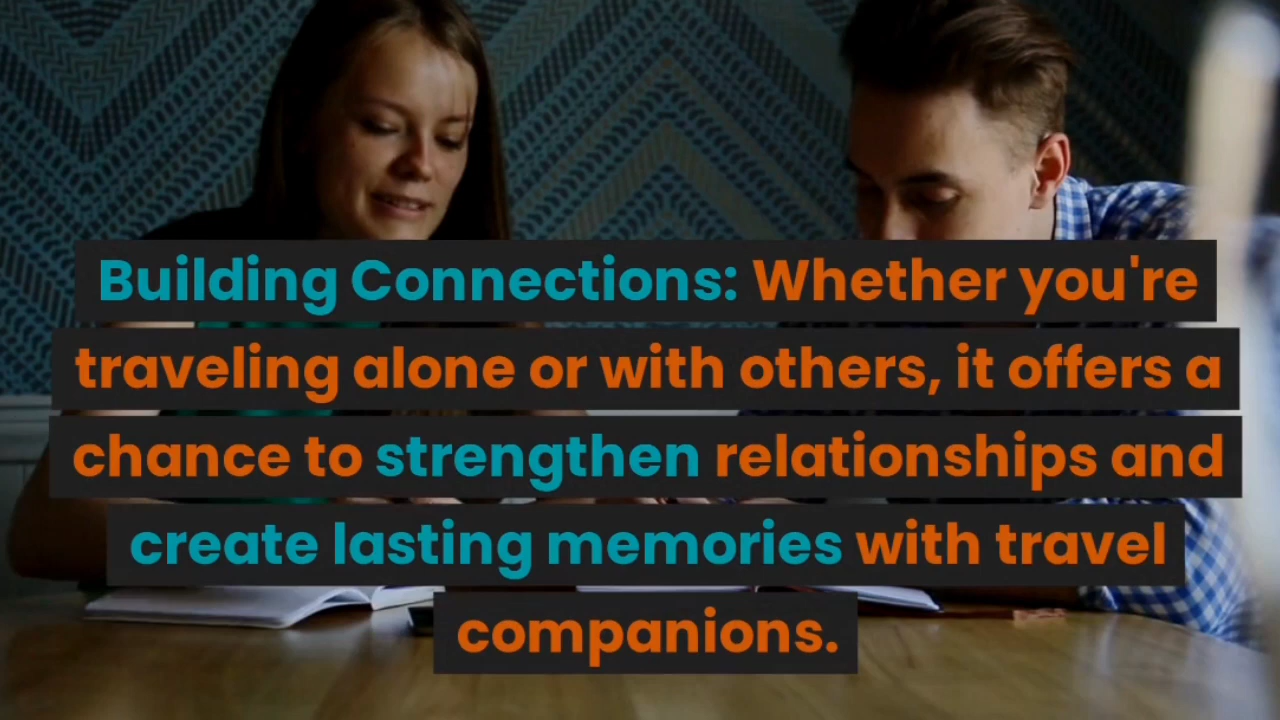 Building Connections: Whether you're
traveling alone or with others, it offers a
chance to strengthen relationships and
create lasting memories with travel
companions.